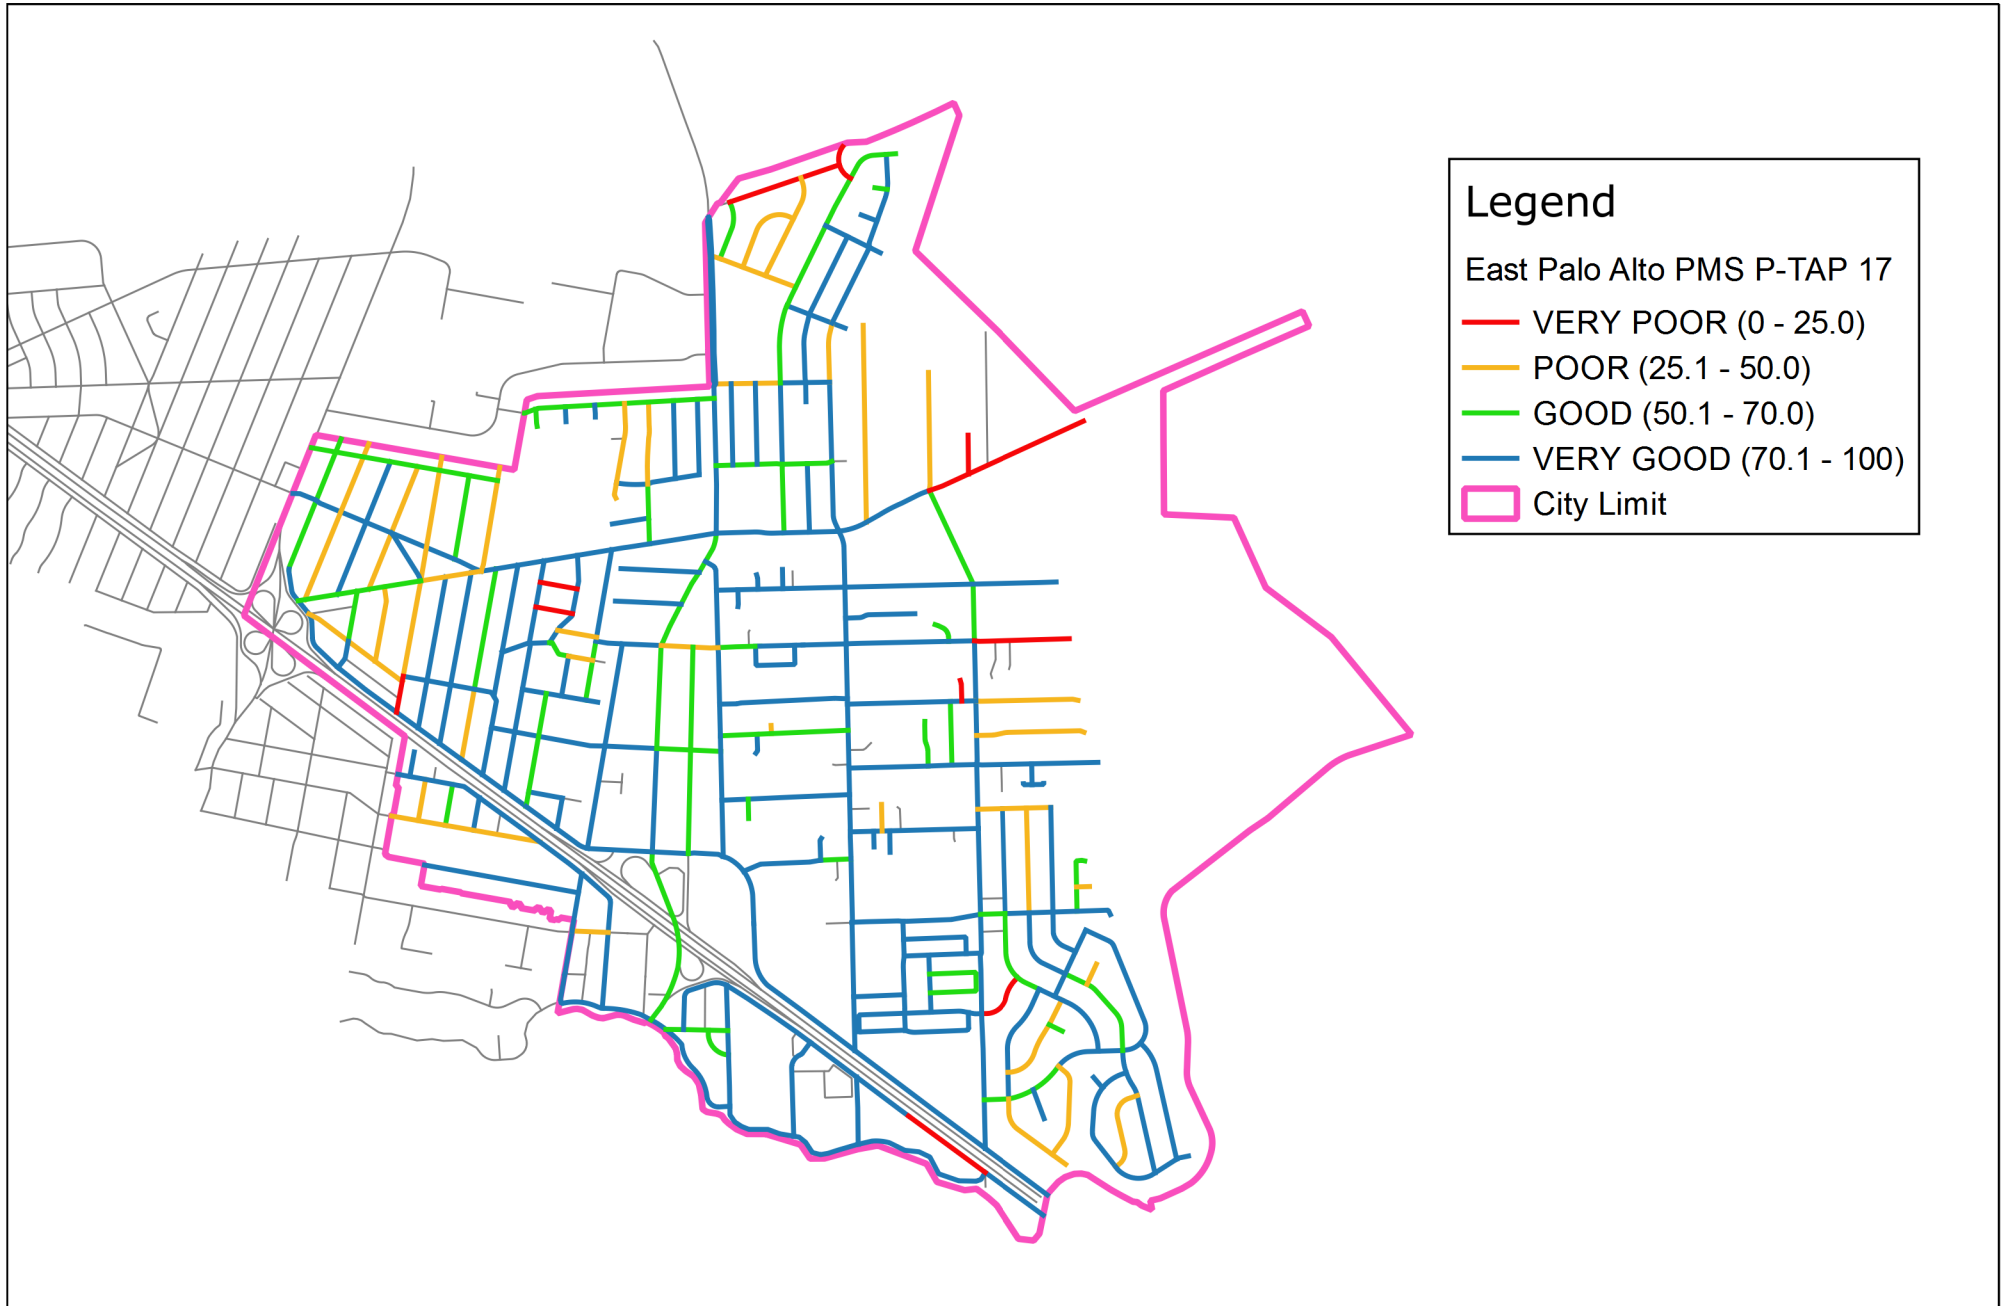 Legend
East Palo Alto PMS P-TAP 17
VERY POOR (0 - 25.0)
POOR (25.1 - 50.0)
GOOD (50.1 - 70.0)
VERY GOOD (70.1 - 100)
City Limit